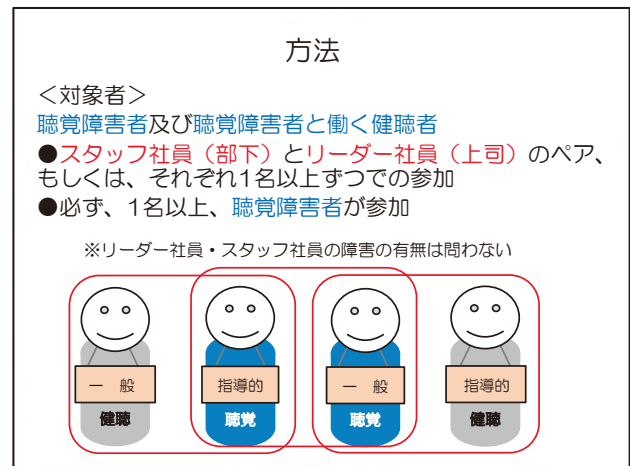 方法
＜対象者＞
聴覚障害者及び聴覚障害者と働く健聴者
●スタッフ社員（部下）とリーダー社員（上司）のペア、
もしくは、それぞれ1名以上ずつでの参加
●必ず、1名以上、聴覚障害者が参加
※リーダー社員・スタッフ社員の障害の有無は問わない
一　般　指導的　一　般　指導的
健聴　聴覚　聴覚　健聴